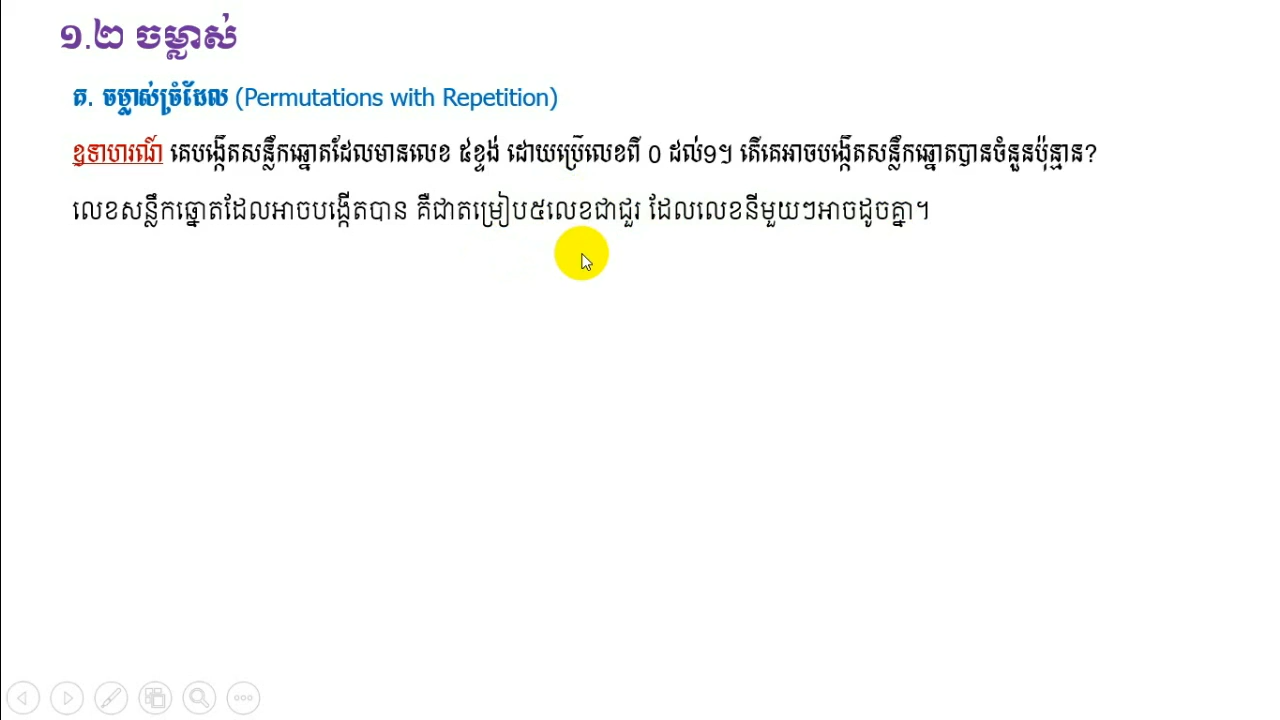 ១.២ ចម្លាស់
គ. ចម្លាស់ច្រំដែល (Permutations with Repetition)
ឧទាហរណ៍ គេបង្កើតសន្លឹកឆ្នោតដែលមានលេខ ៥ខ្ទង់ ដោយប្រើលេខពី 0 ដល់9។ តើគេអាចបង្កើតសន្លឹកឆ្នោតបានចំនួនប៉ុន្មាន?
លេខសន្លឹកឆ្នោតដែលអាចបង្កើតបាន គឺជាតម្រៀប៥លេខជាជួរ ដែលលេខនីមួយៗអាចដូចគ្នា។